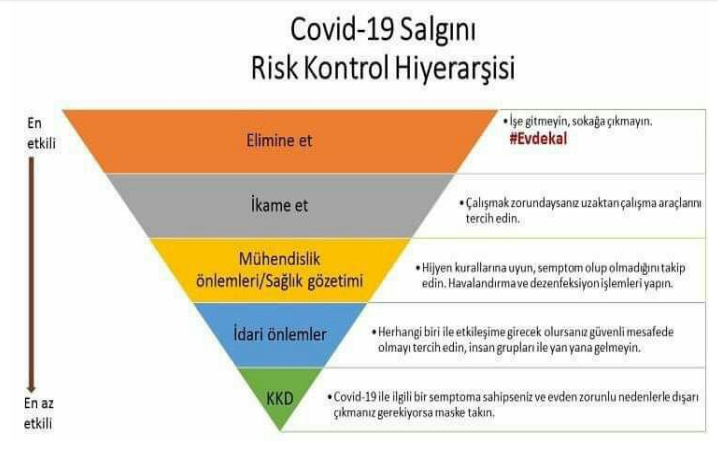 Covid-19 Salgını
Risk Kontrol Hiyerarşisi
En
etkili
Elimine et
• İşe gitmeyin, sokağa çıkmayın.
#Evdekal
İkame et
• Çalışmak zorundaysanız uzaktan çalışma araçlarını
tercih edin.
Mühendislik
önlemleri/Sağlık gözetimi
• Hijyen kurallarına uyun, semptom olup olmadığını takip
edin. Havalandırma ve dezenfeksiyon işlemleri yapın.
İdari önlemler
• Herhangi biri ile etkileşime girecek olursanız güvenli mesafede
olmayı tercih edin, insan grupları ile yan yana gelmeyin.
KKD
• Covid-19 ile ilgili bir semptoma sahipseniz ve evden zorunlu nedenlerle dışarı
çıkmanız gerekiyorsa maske takın.
En az
etkili